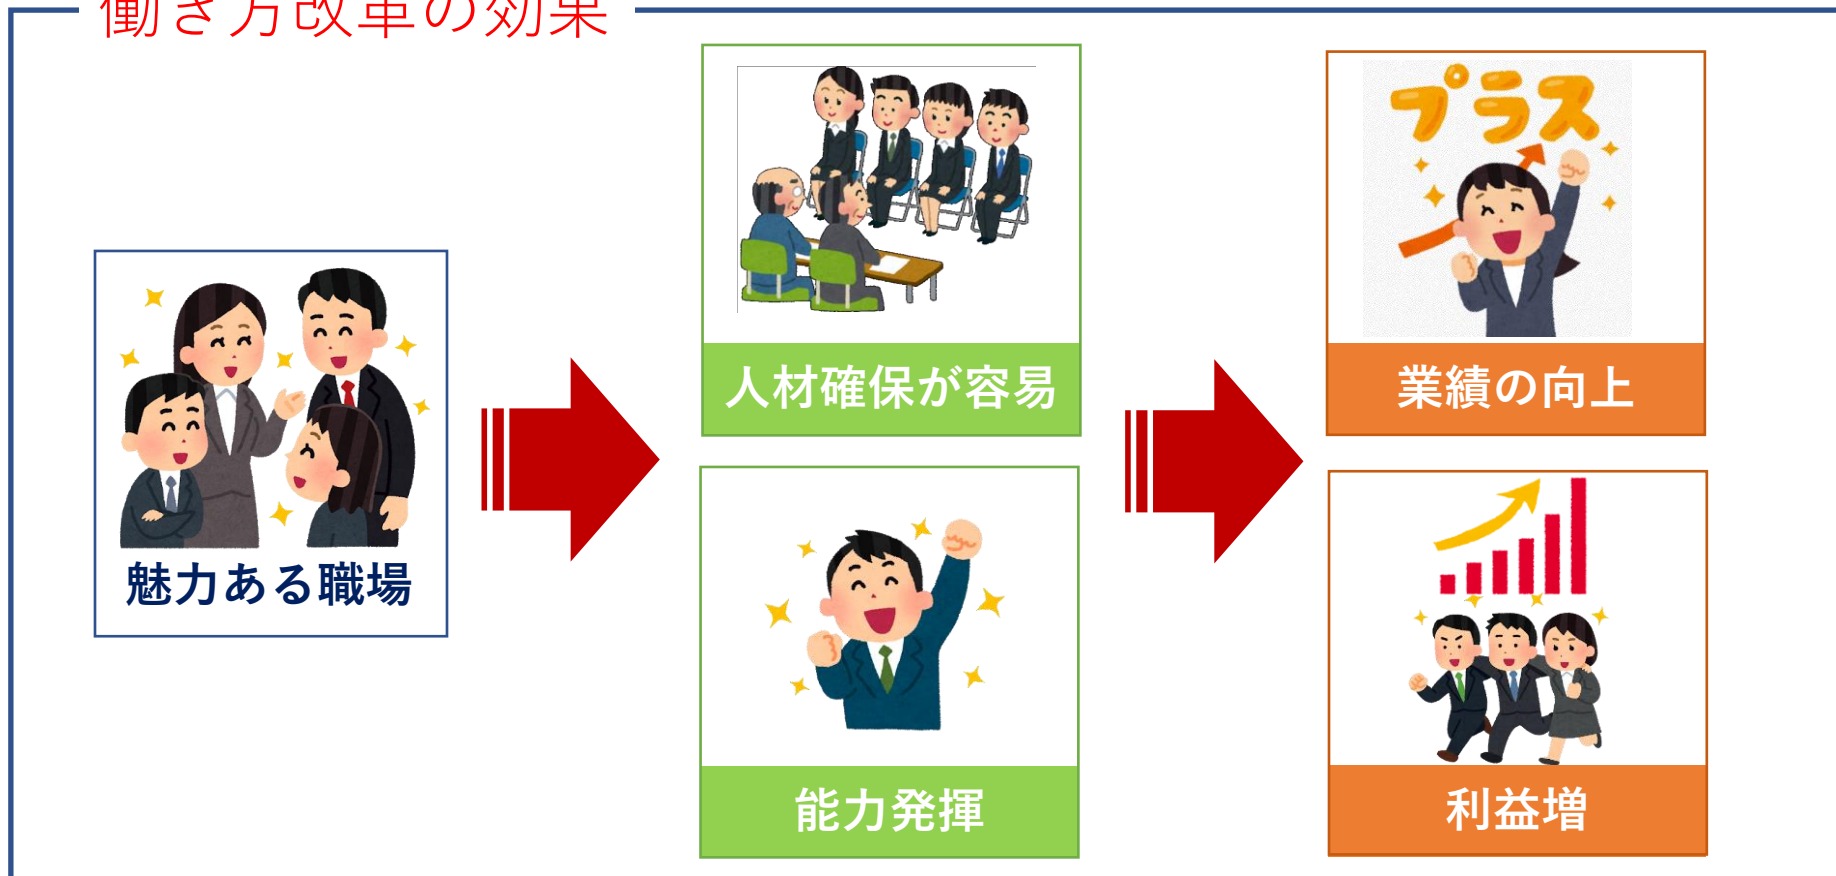 働き方改革の効果
魅力ある職場
人材確保が容易
能力発揮
プラス
業績の向上
利益増